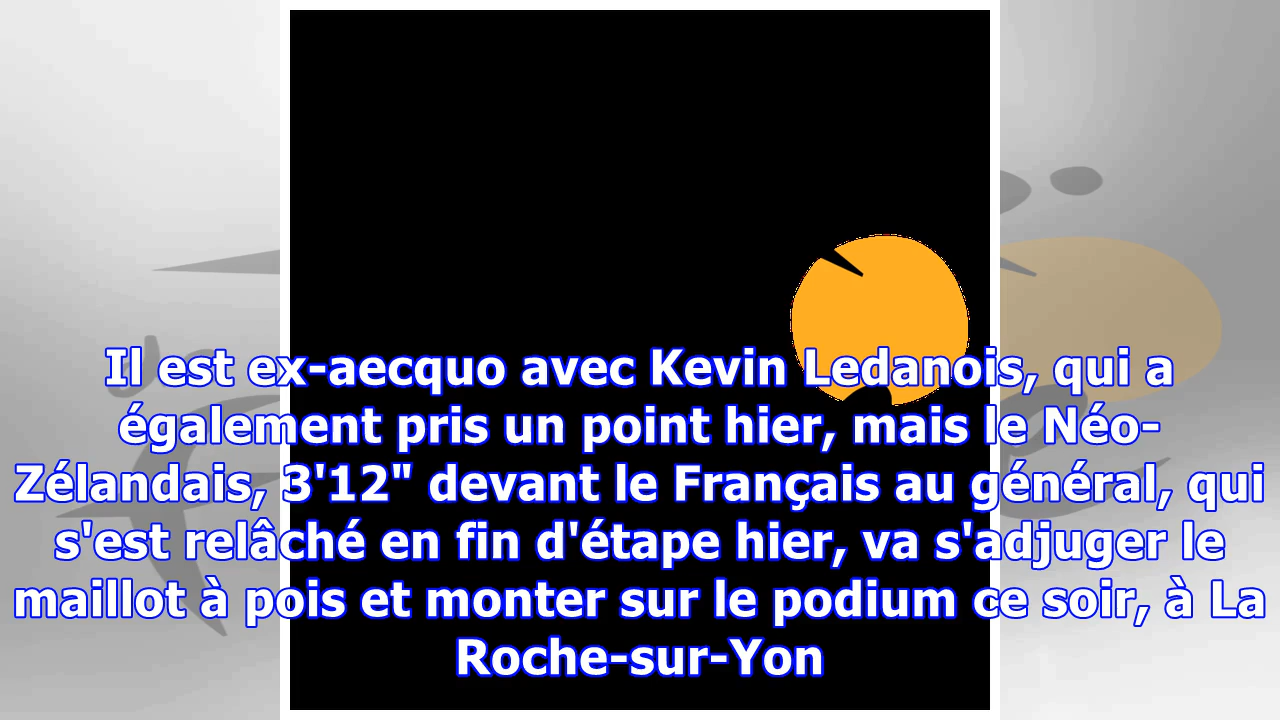 Il est ex-aecquo avec Kevin Ledanois, qui a
également pris un point hier, mais le Néo-
Zélandais, 3'12" devant le Français au général, qui
s'est relâché en fin d'étape hier, va s'adjuger le
maillot à pois et monter sur le podium ce soir, à La
Roche-sur-Yon